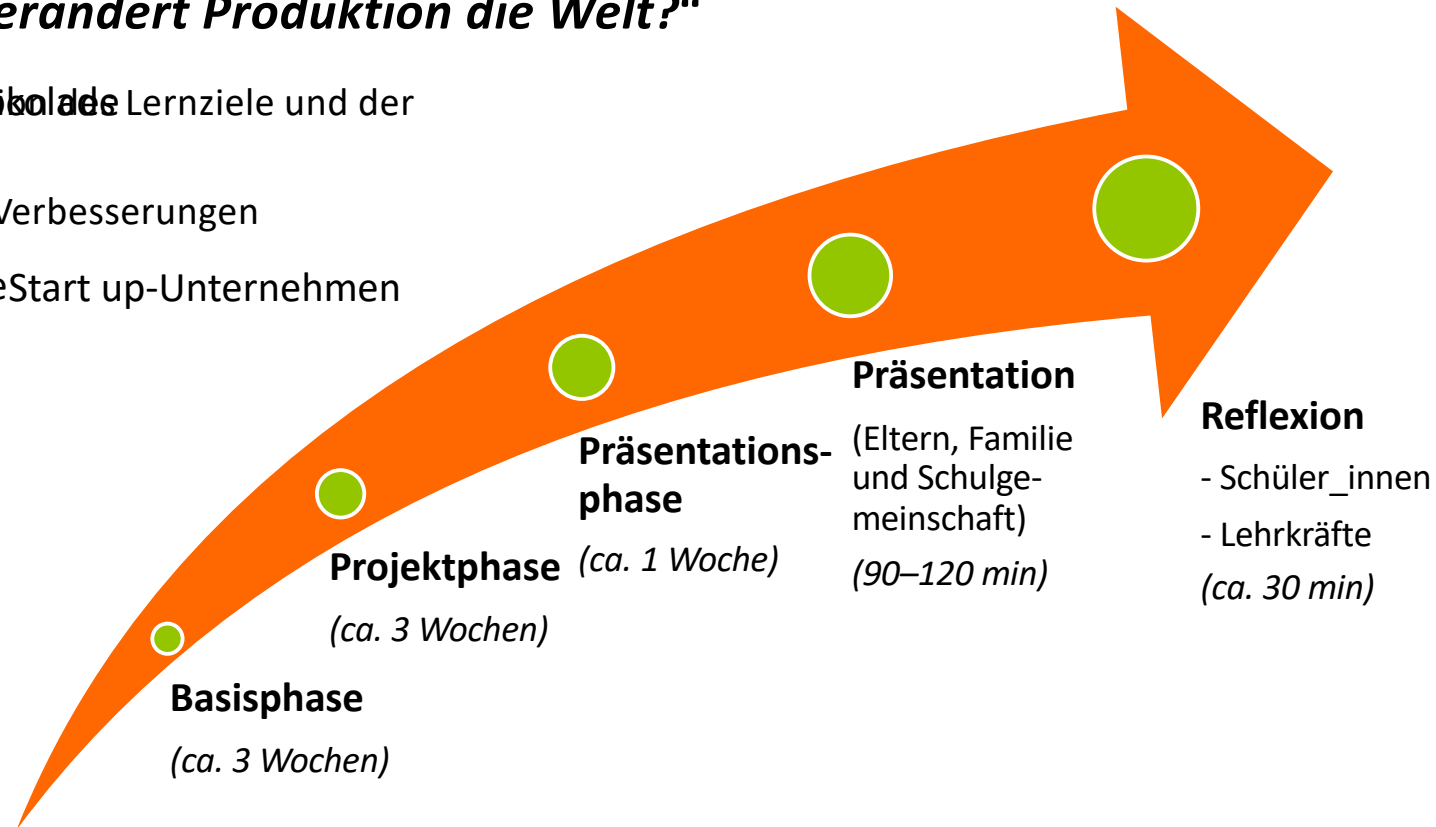 erändert Produktion die Welt?"
Lernziele und der
Verbesserungen
eStart up-Unternehmen
Präsentation
(Eltern, Familie
und Schulge-
meinschaft)
(90–120 min)
Reflexion
- Schüler_innen
- Lehrkräfte
(ca. 30 min)
Präsentations-
phase
(ca. 1 Woche)
Projektphase
(ca. 3 Wochen)
Basisphase
(ca. 3 Wochen)